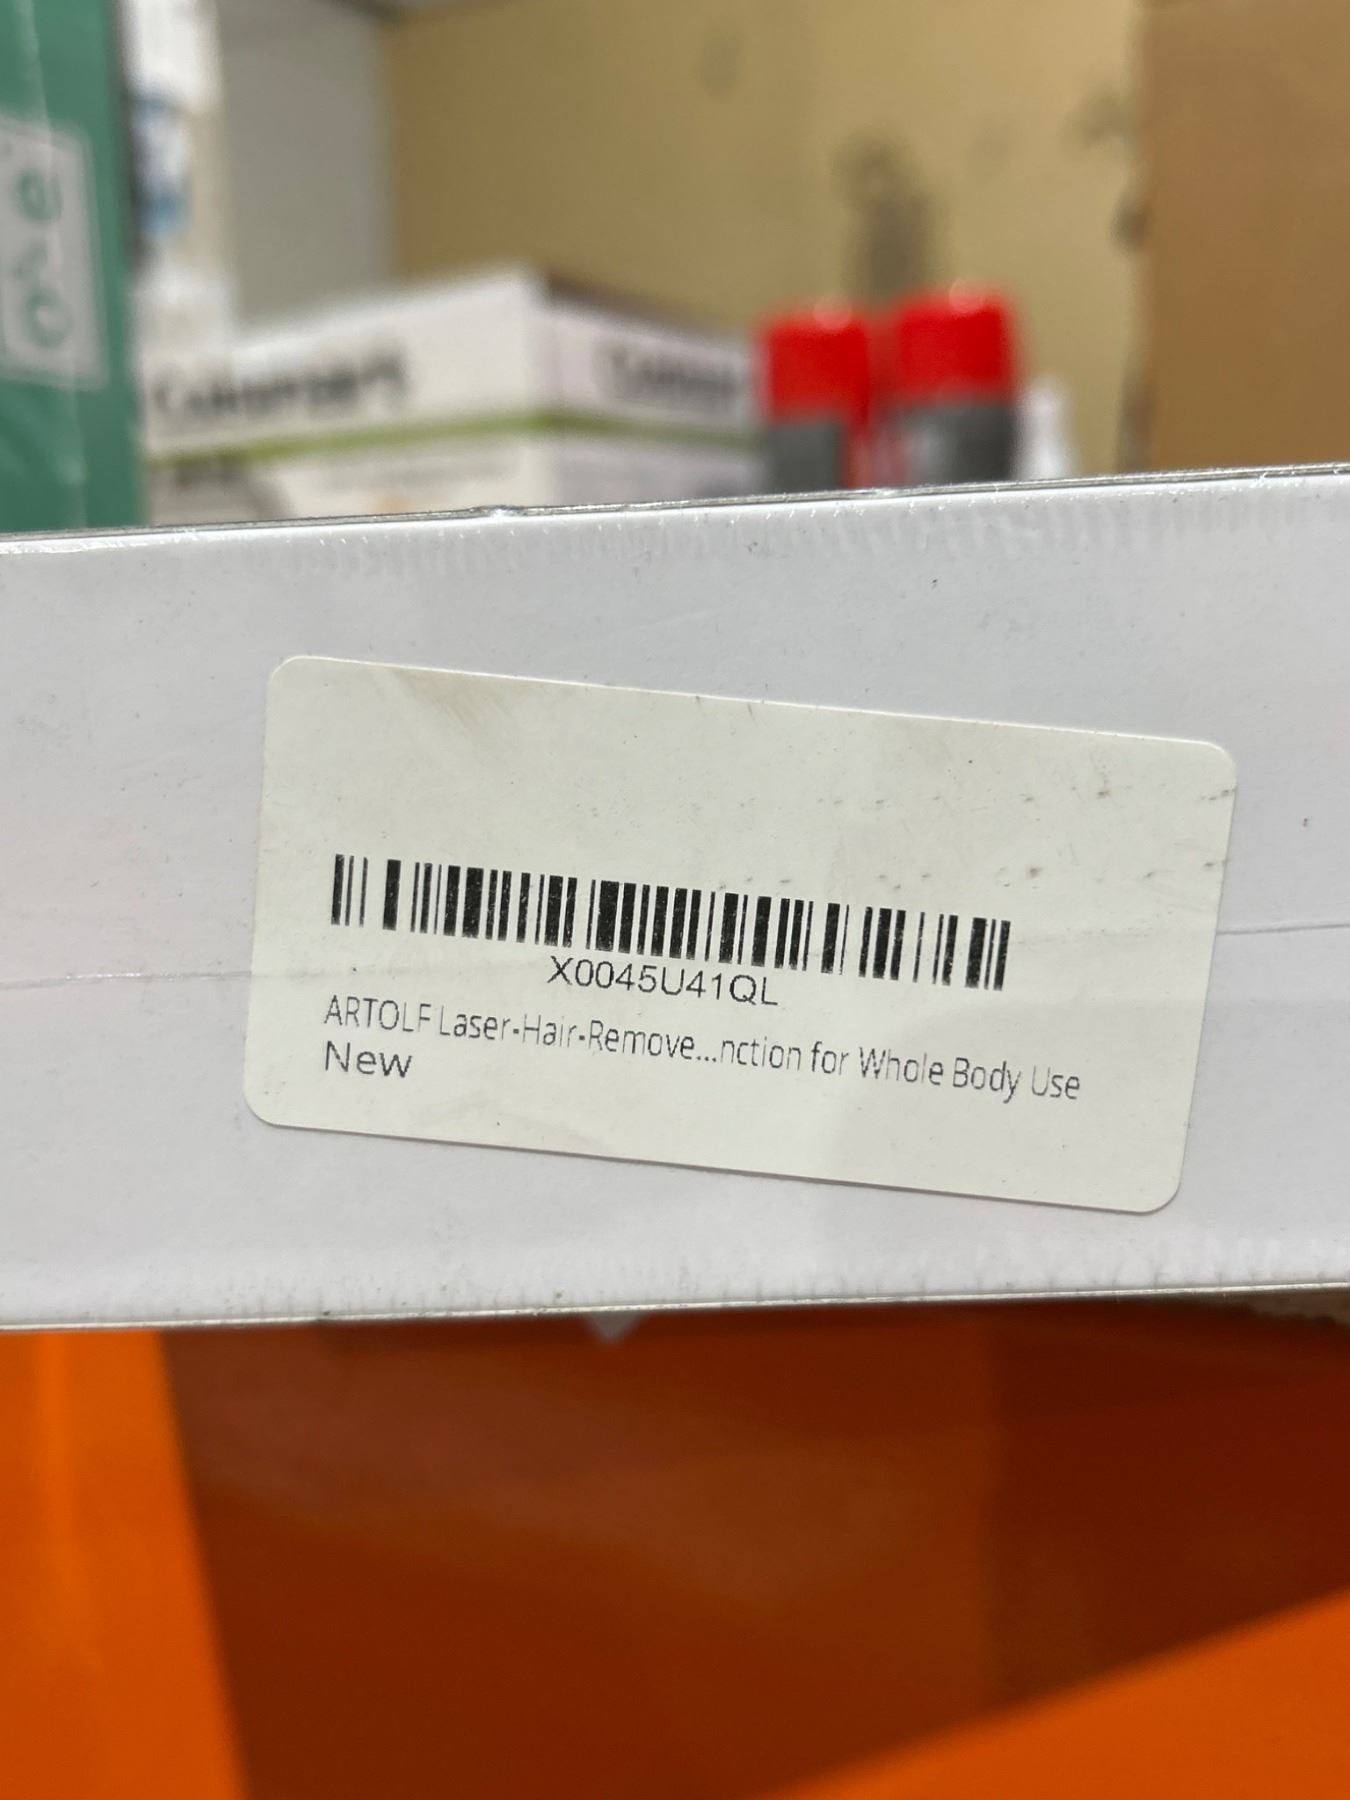 X0045U41QL
ARTOLF Laser-Hair-Remove...nction for Whole Body Use
New